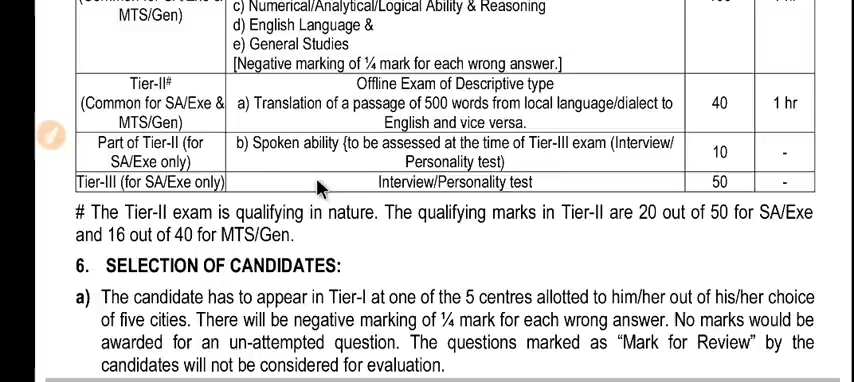 c) Numerical/Analytical/Logical Ability & Reasoning
MTS/Gen)
d) English Language &
e) General Studies
[Negative marking of ¼ mark for each wrong answer.]
Tier-II#
Offline Exam of Descriptive type
(Common for SA/Exe &
a) Translation of a passage of 500 words from local language/dialect to
40
1 hr
MTS/Gen)
English and vice versa.
Part of Tier-II (for
b) Spoken ability {to be assessed at the time of Tier-III exam (Interview/
10
-
SA/Exe only)
Personality test)
Tier-III (for SA/Exe only)
Interview/Personality test
50
-
# The Tier-II exam is qualifying in nature. The qualifying marks in Tier-II are 20 out of 50 for SA/Exe
and 16 out of 40 for MTS/Gen.
6. SELECTION OF CANDIDATES:
a) The candidate has to appear in Tier-I at one of the 5 centres allotted to him/her out of his/her choice
of five cities. There will be negative marking of ¼ mark for each wrong answer. No marks would be
awarded for an un-attempted question. The questions marked as “Mark for Review” by the
candidates will not be considered for evaluation.